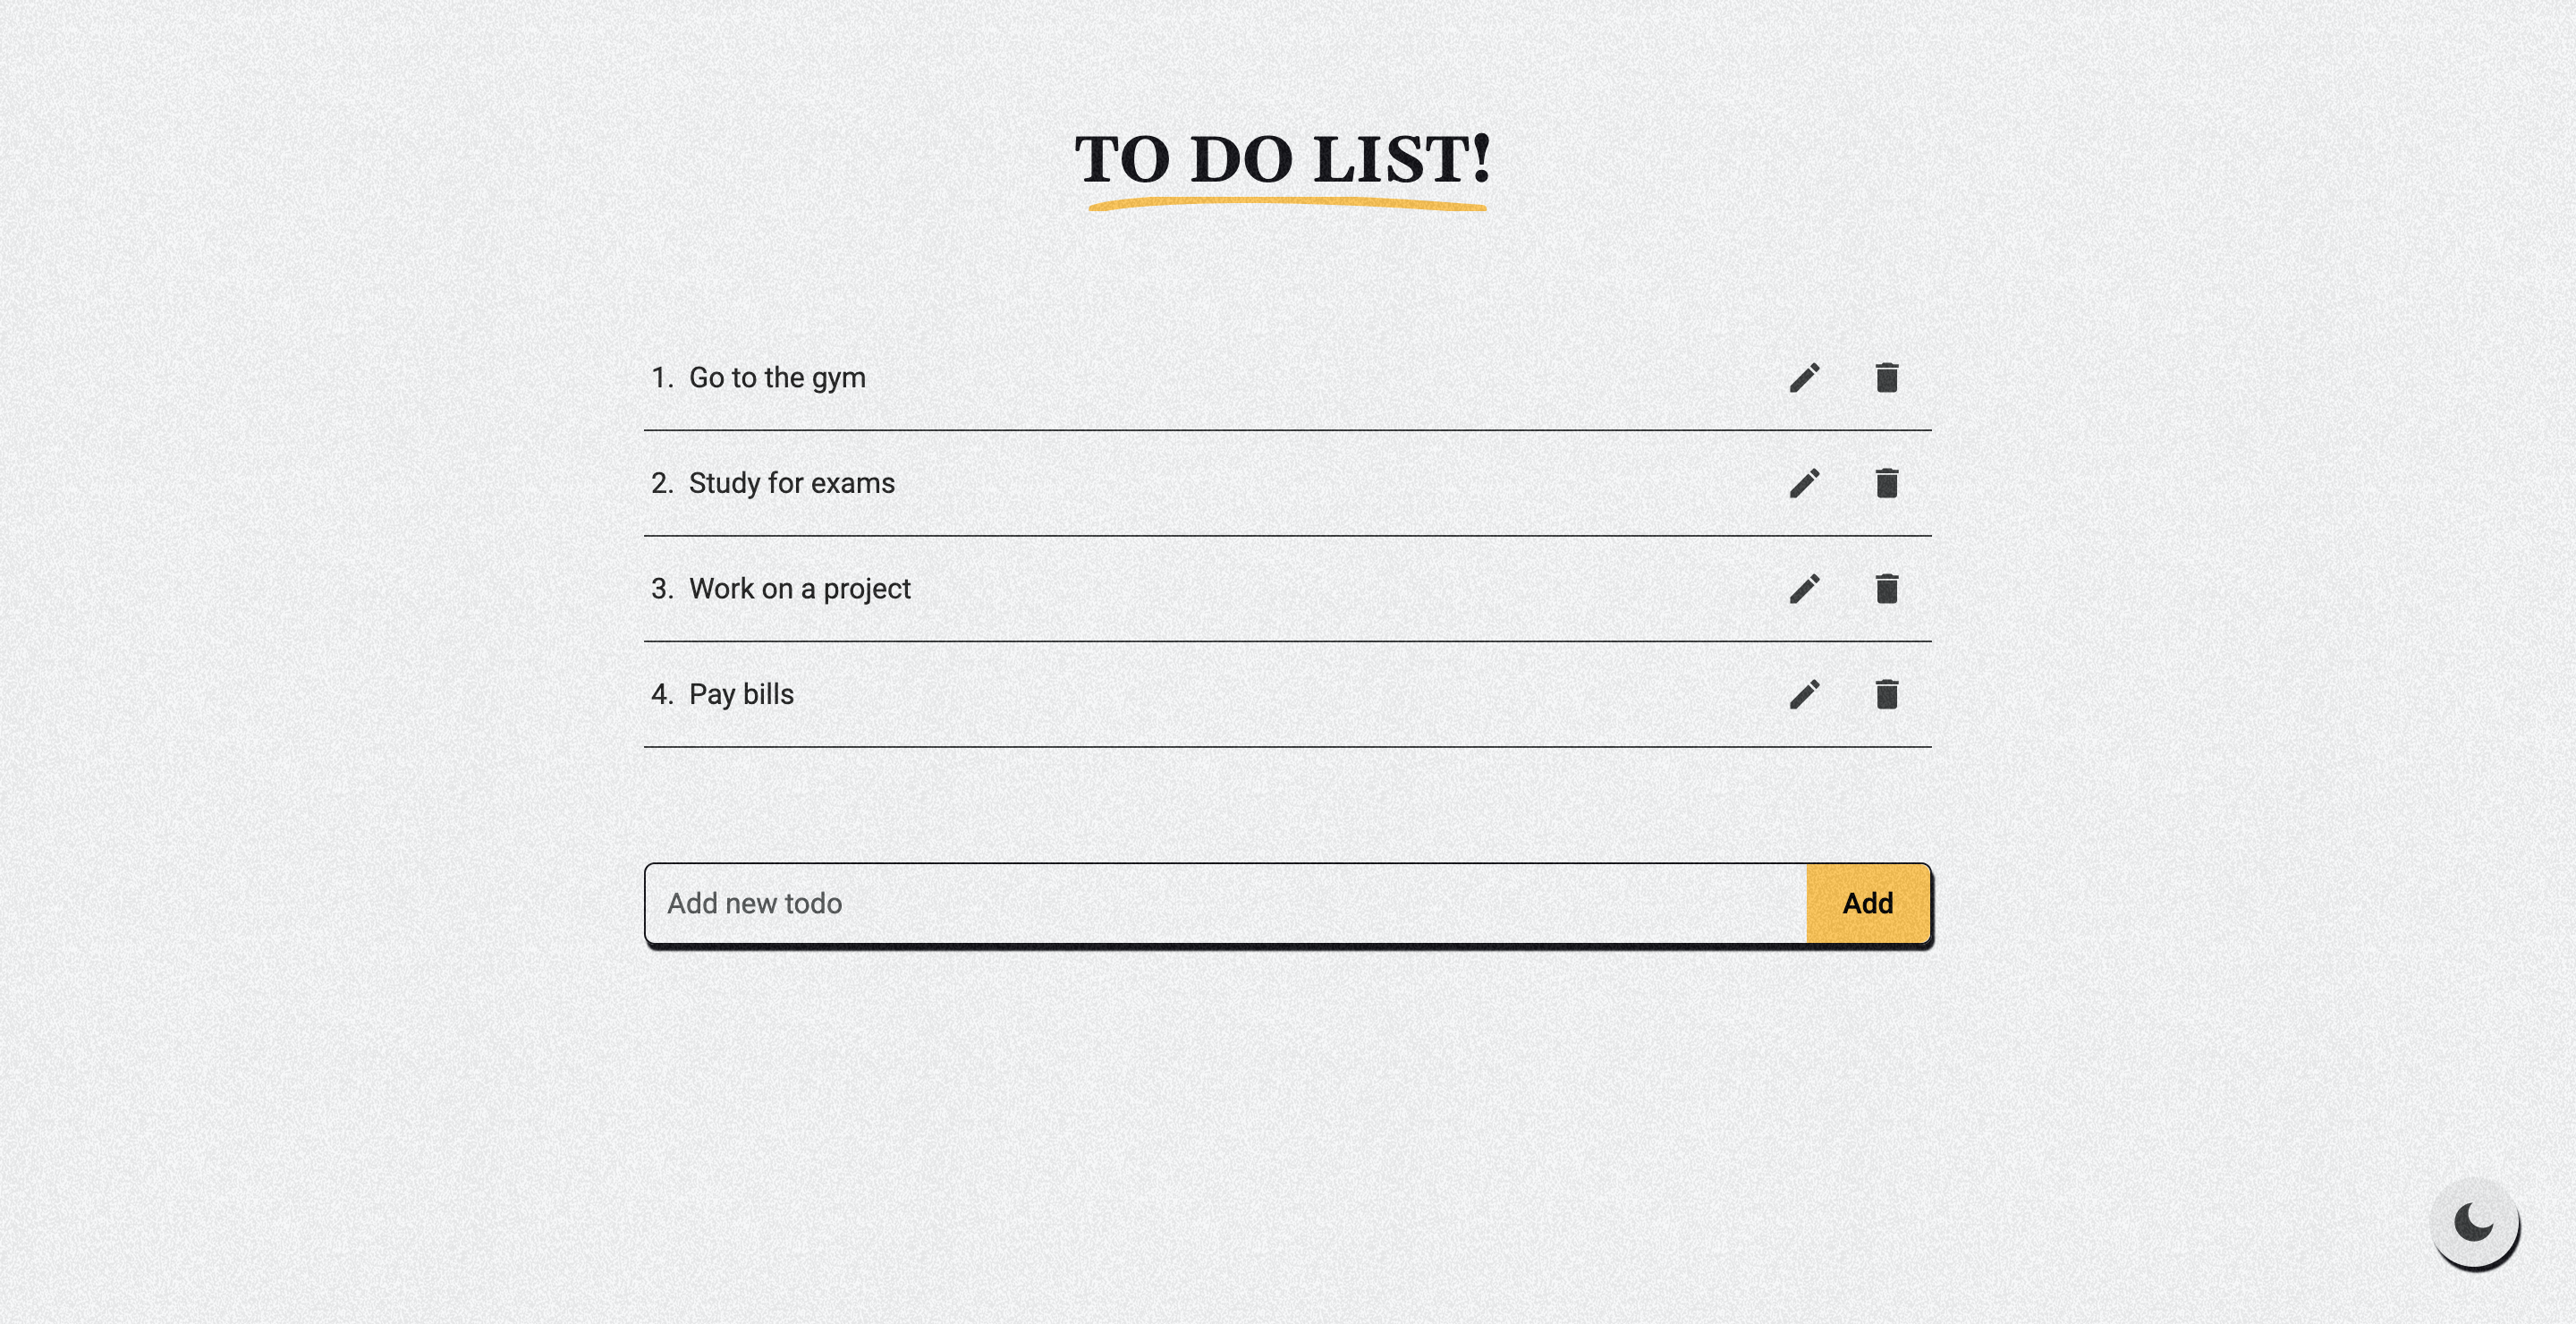 TO DO LIST!
1. Go to the gym
2. Study for exams
3. Work on a project
4. Pay bills
Add new todo
Add